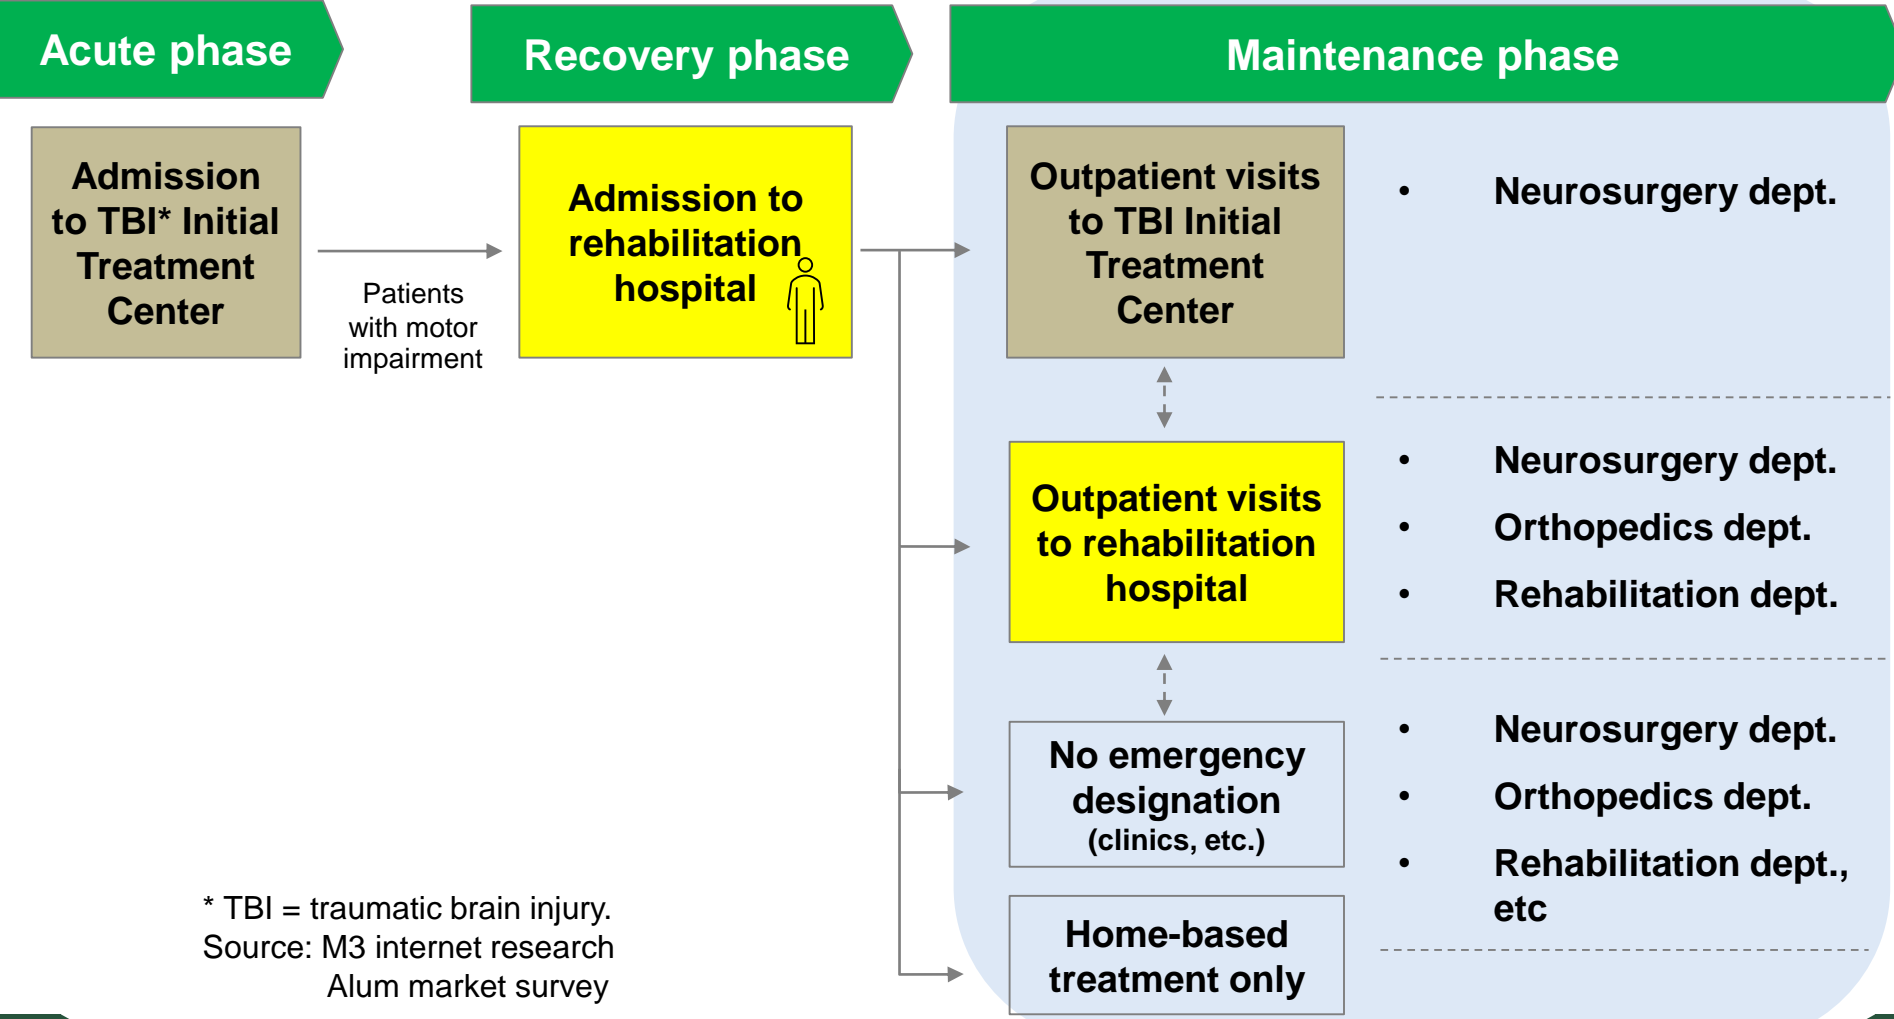 Acute phase
Recovery phase
Maintenance phase
Admission
to TBI* Initial
Treatment
Center
Patients
with motor
impairment
Admission to
rehabilitation
hospital
Outpatient visits
to TBI Initial
Treatment
Center
• Neurosurgery dept.
Outpatient visits
to rehabilitation
hospital
• Neurosurgery dept.
• Orthopedics dept.
• Rehabilitation dept.
No emergency
designation
(clinics, etc.)
• Neurosurgery dept.
• Orthopedics dept.
• Rehabilitation dept.,
etc
Home-based
treatment only
* TBI = traumatic brain injury.
Source: M3 internet research
Alum market survey